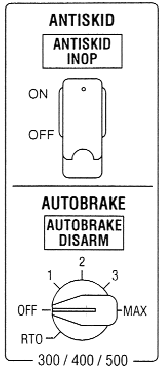 ANTISKID
ANTISKID
INOP
ON
OFF
AUTOBRAKE
AUTOBRAKE
DISARM
2
1 3
OFF MAX
RTO
300 / 400 / 500